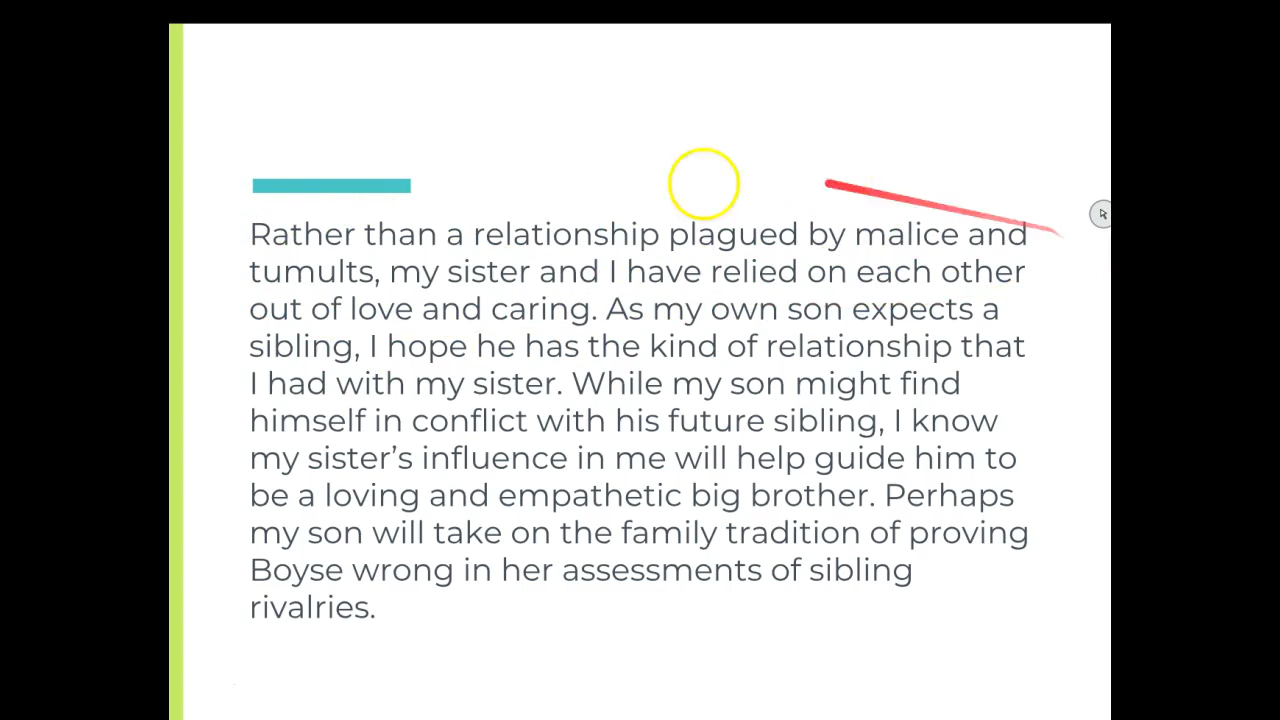 Rather than a relationship plagued by malice and
tumults, my sister and I have relied on each other
out of love and caring. As my own son expects a
sibling, I hope he has the kind of relationship that
I had with my sister. While my son might find
himself in conflict with his future sibling, I know
my sister’s influence in me will help guide him to
be a loving and empathetic big brother. Perhaps
my son will take on the family tradition of proving
Boyse wrong in her assessments of sibling
rivalries.